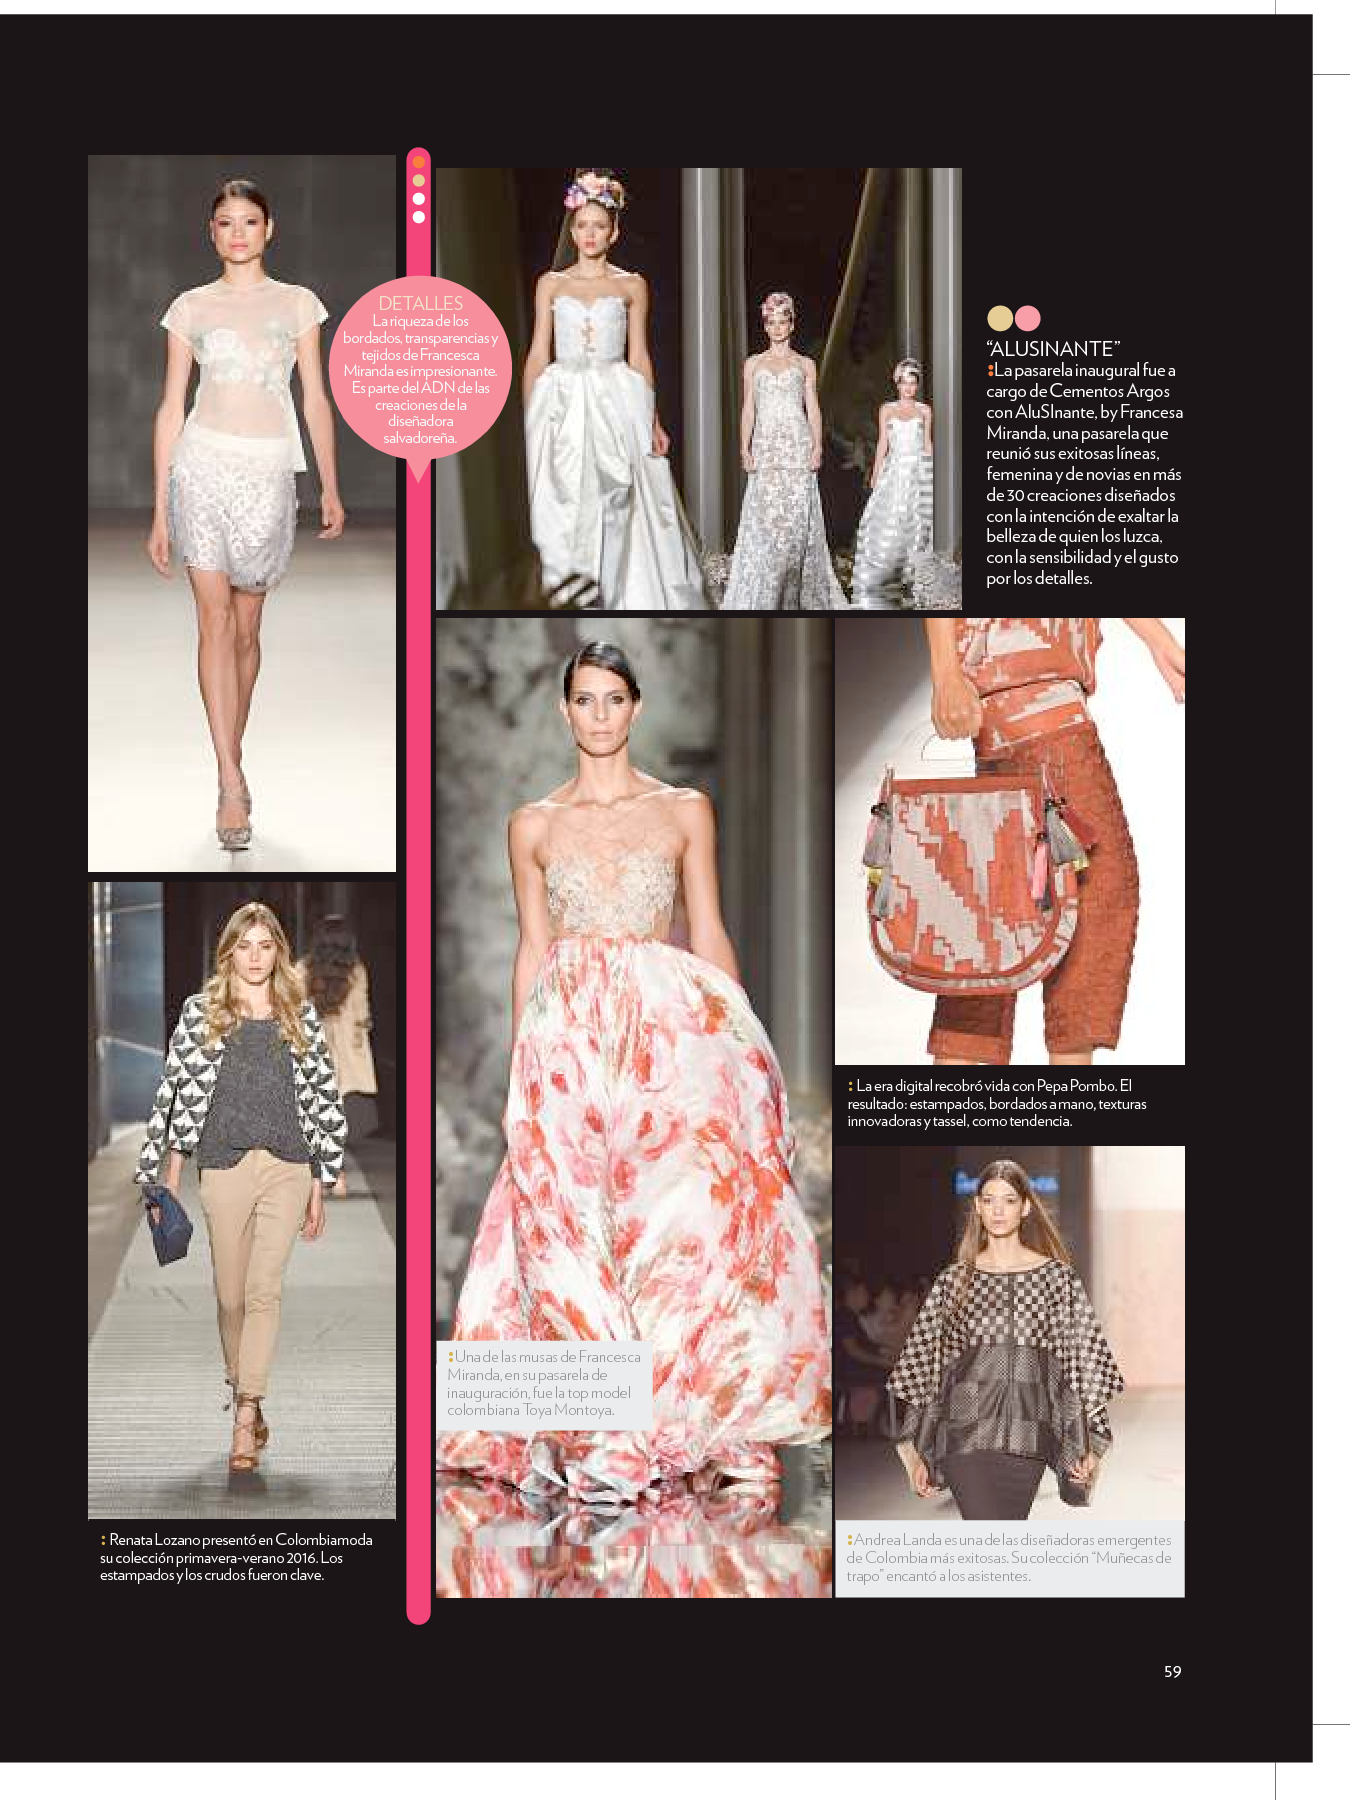 DETALLES
La riqueza de los
bordados, transparencias y
tejidos de Francesca
Miranda es impresionante.
Es parte del ADN de las
creaciones de la
diseñadora
salvadoreña.
“ALUSINANTE”
:La pasarela inaugural fue a
cargo de Cementos Argos
con AluSInante, by Francesa
Miranda, una pasarela que
reunió sus exitosas líneas,
femenina y de novias en más
de 30 creaciones diseñados
con la intención de exaltar la
belleza de quien los luzca,
con la sensibilidad y el gusto
por los detalles.
: La era digital recobró vida con Pepa Pombo. El
resultado: estampados, bordados a mano, texturas
innovadoras y tassel, como tendencia.
:Una de las musas de Francesca
Miranda, en su pasarela de
inauguración, fue la top model
colombiana Toya Montoya.
: Renata Lozano presentó en Colombiamoda
su colección primavera-verano 2016. Los
estampados y los crudos fueron clave.
:Andrea Landa es una de las diseñadoras emergentes
de Colombia más exitosas. Su colección “Muñecas de
trapo” encantó a los asistentes.
59